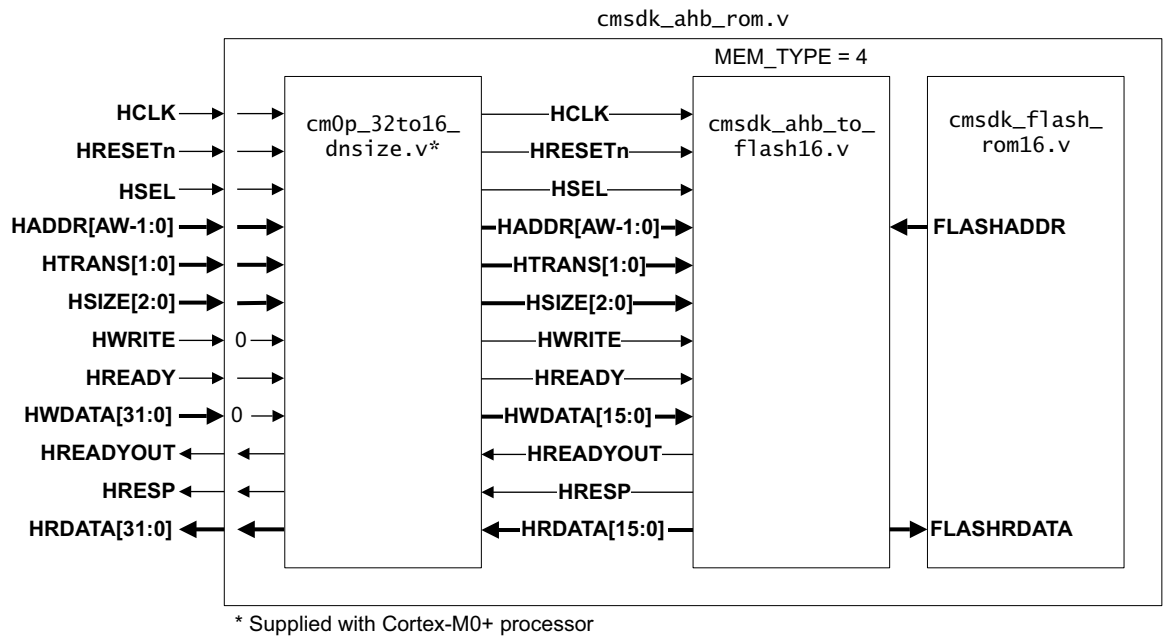 cmsdk_ahb_rom.v
MEM_TYPE = 4
cm0p_32to16_
dnsize.v*
cmsdk_ahb_to_
flash16.v
cmsdk_flash_
rom16.v
HCLK HCLK
HRESETn HRESETn
HSEL HSEL
HADDR[AW-1:0] HADDR[AW-1:0] FLASHADDR
HTRANS[1:0] HTRANS[1:0]
HSIZE[2:0] HSIZE[2:0]
HWRITE 0 HWRITE
HREADY HREADY
HWDATA[31:0] 0 HWDATA[15:0]
HREADYOUT HREADYOUT
HRESP HRESP
HRDATA[31:0] HRDATA[15:0] FLASHRDATA
* Supplied with Cortex-M0+ processor